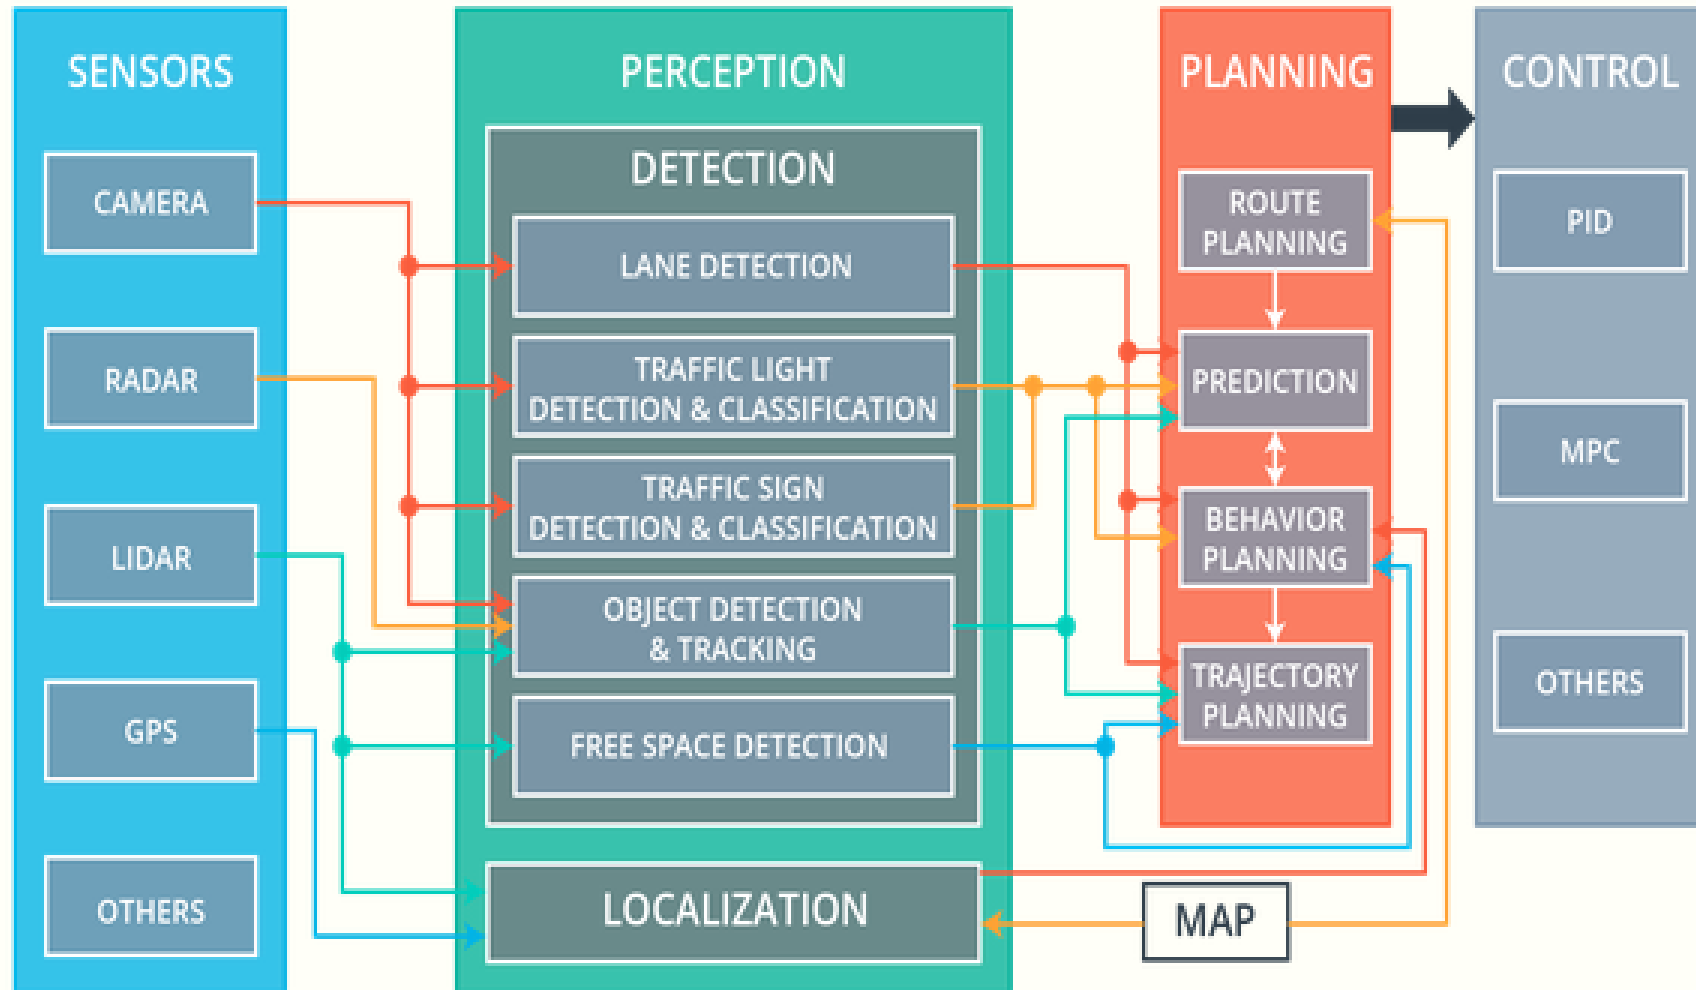 SENSORS
CAMERA
RADAR
LIDAR
GPS
OTHERS
PERCEPTION
DETECTION
LANE DETECTION
TRAFFIC LIGHT
DETECTION & CLASSIFICATION
TRAFFIC SIGN
DETECTION & CLASSIFICATION
OBJECT DETECTION
& TRACKING
FREE SPACE DETECTION
LOCALIZATION
PLANNING
ROUTE
PLANNING
PREDICTION
BEHAVIOR
PLANNING
TRAJECTORY
PLANNING
MAP
CONTROL
PID
MPC
OTHERS